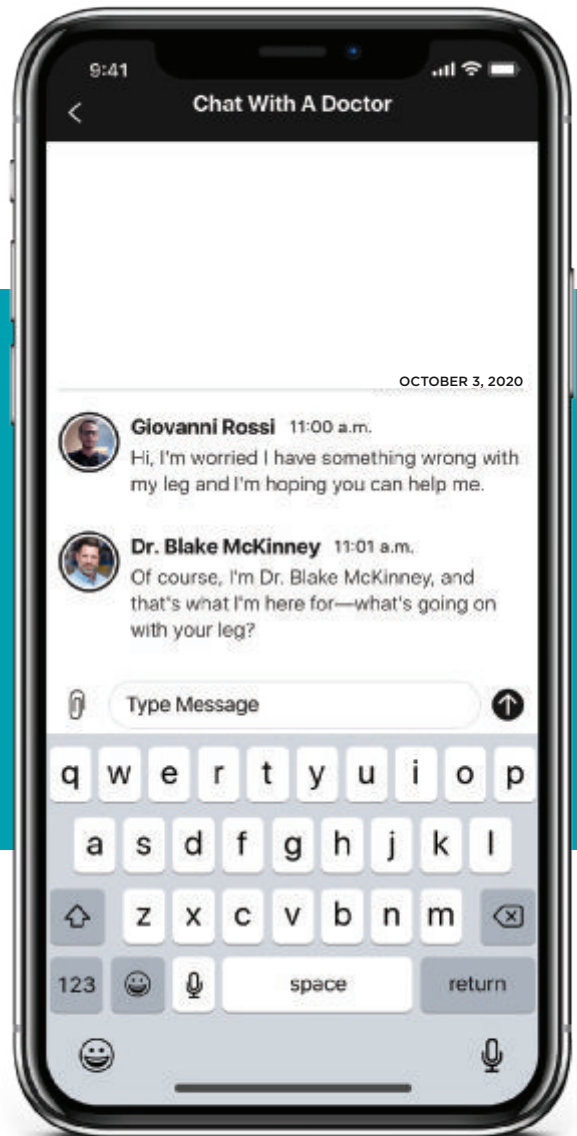 9:41
Chat With A Doctor
OCTOBER 3, 2020
Giovanni Rossi 11:00 a.m.
Hi, I'm worried I have something wrong with
my leg and I'm hoping you can help me.
Dr. Blake McKinney 11:01 a.m.
Of course, I'm Dr. Blake McKinney, and
that's what I'm here for—what's going on
with your leg?
Type Message
q w e r t y u i o p
a s d f g h j k l
z x c v b n m
123 space return